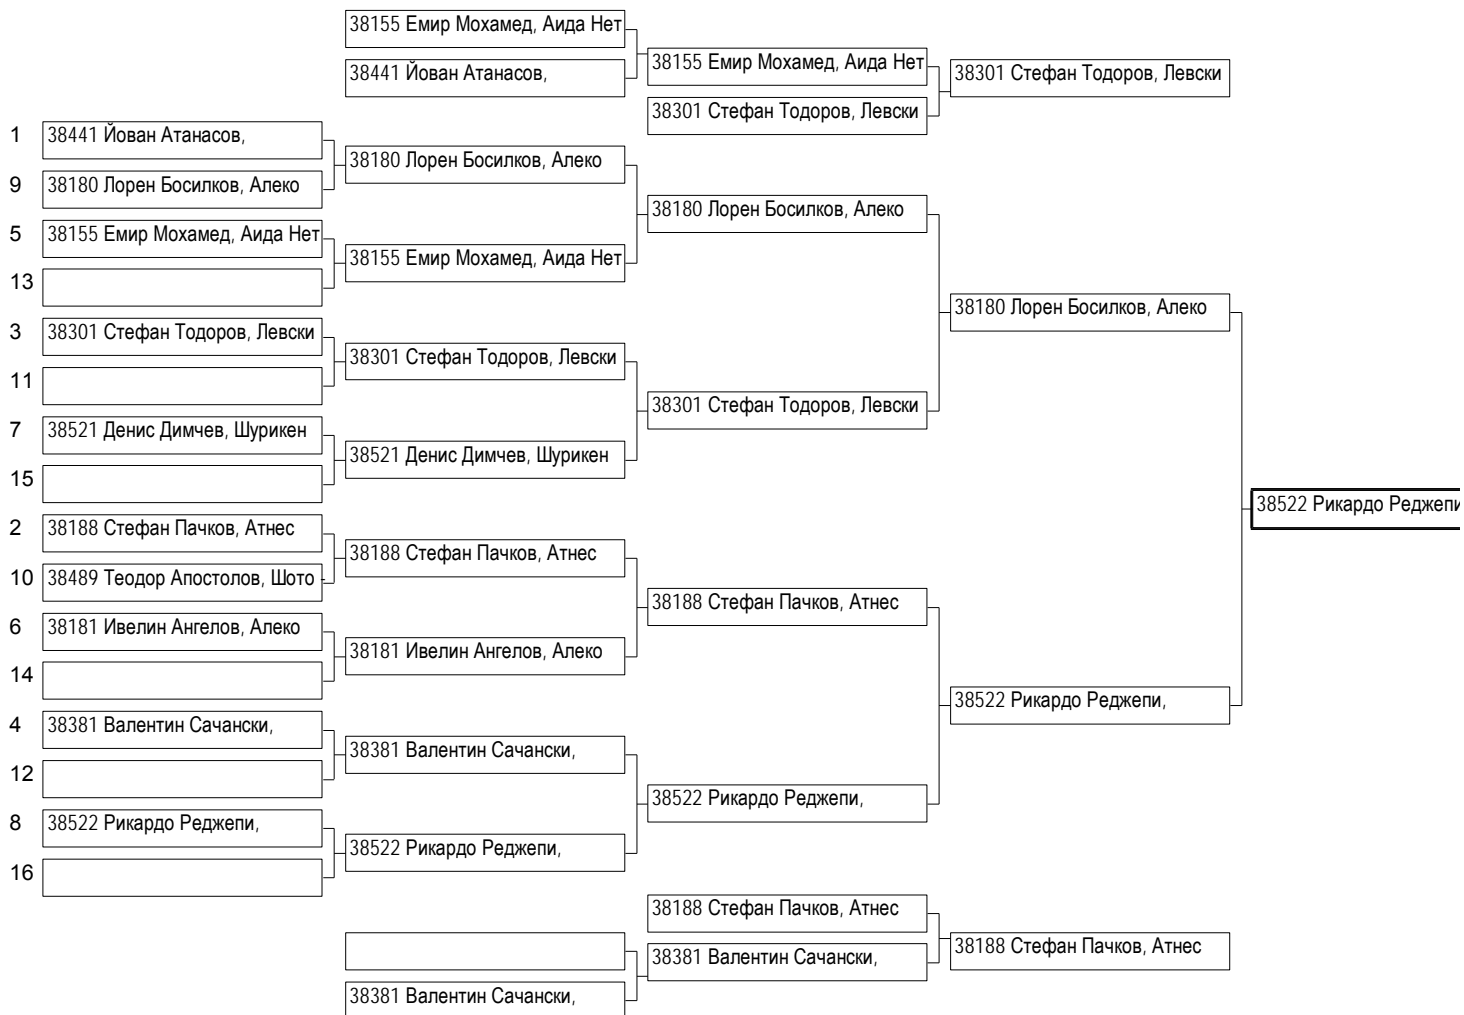 38155 Емир Мохамед, Аида Нет
38441 Йован Атанасов,
38155 Емир Мохамед, Аида Нет
38301 Стефан Тодоров, Левски
38301 Стефан Тодоров, Левски
1 38441 Йован Атанасов,
9 38180 Лорен Босилков, Алеко
5 38155 Емир Мохамед, Аида Нет
13
3 38301 Стефан Тодоров, Левски
11
7 38521 Денис Димчев, Шурикен
15
2 38188 Стефан Пачков, Атнес
10 38489 Теодор Апостолов, Шото -
6 38181 Ивелин Ангелов, Алеко
14
4 38381 Валентин Сачански,
12
8 38522 Рикардо Реджепи,
16
38180 Лорен Босилков, Алеко
38155 Емир Мохамед, Аида Нет
38301 Стефан Тодоров, Левски
38521 Денис Димчев, Шурикен
38188 Стефан Пачков, Атнес
38181 Ивелин Ангелов, Алеко
38381 Валентин Сачански,
38522 Рикардо Реджепи,
38180 Лорен Босилков, Алеко
38301 Стефан Тодоров, Левски
38188 Стефан Пачков, Атнес
38522 Рикардо Реджепи,
38180 Лорен Босилков, Алеко
38522 Рикардо Реджепи,
38522 Рикардо Реджепи
38381 Валентин Сачански,
38188 Стефан Пачков, Атнес
38381 Валентин Сачански,
38188 Стефан Пачков, Атнес